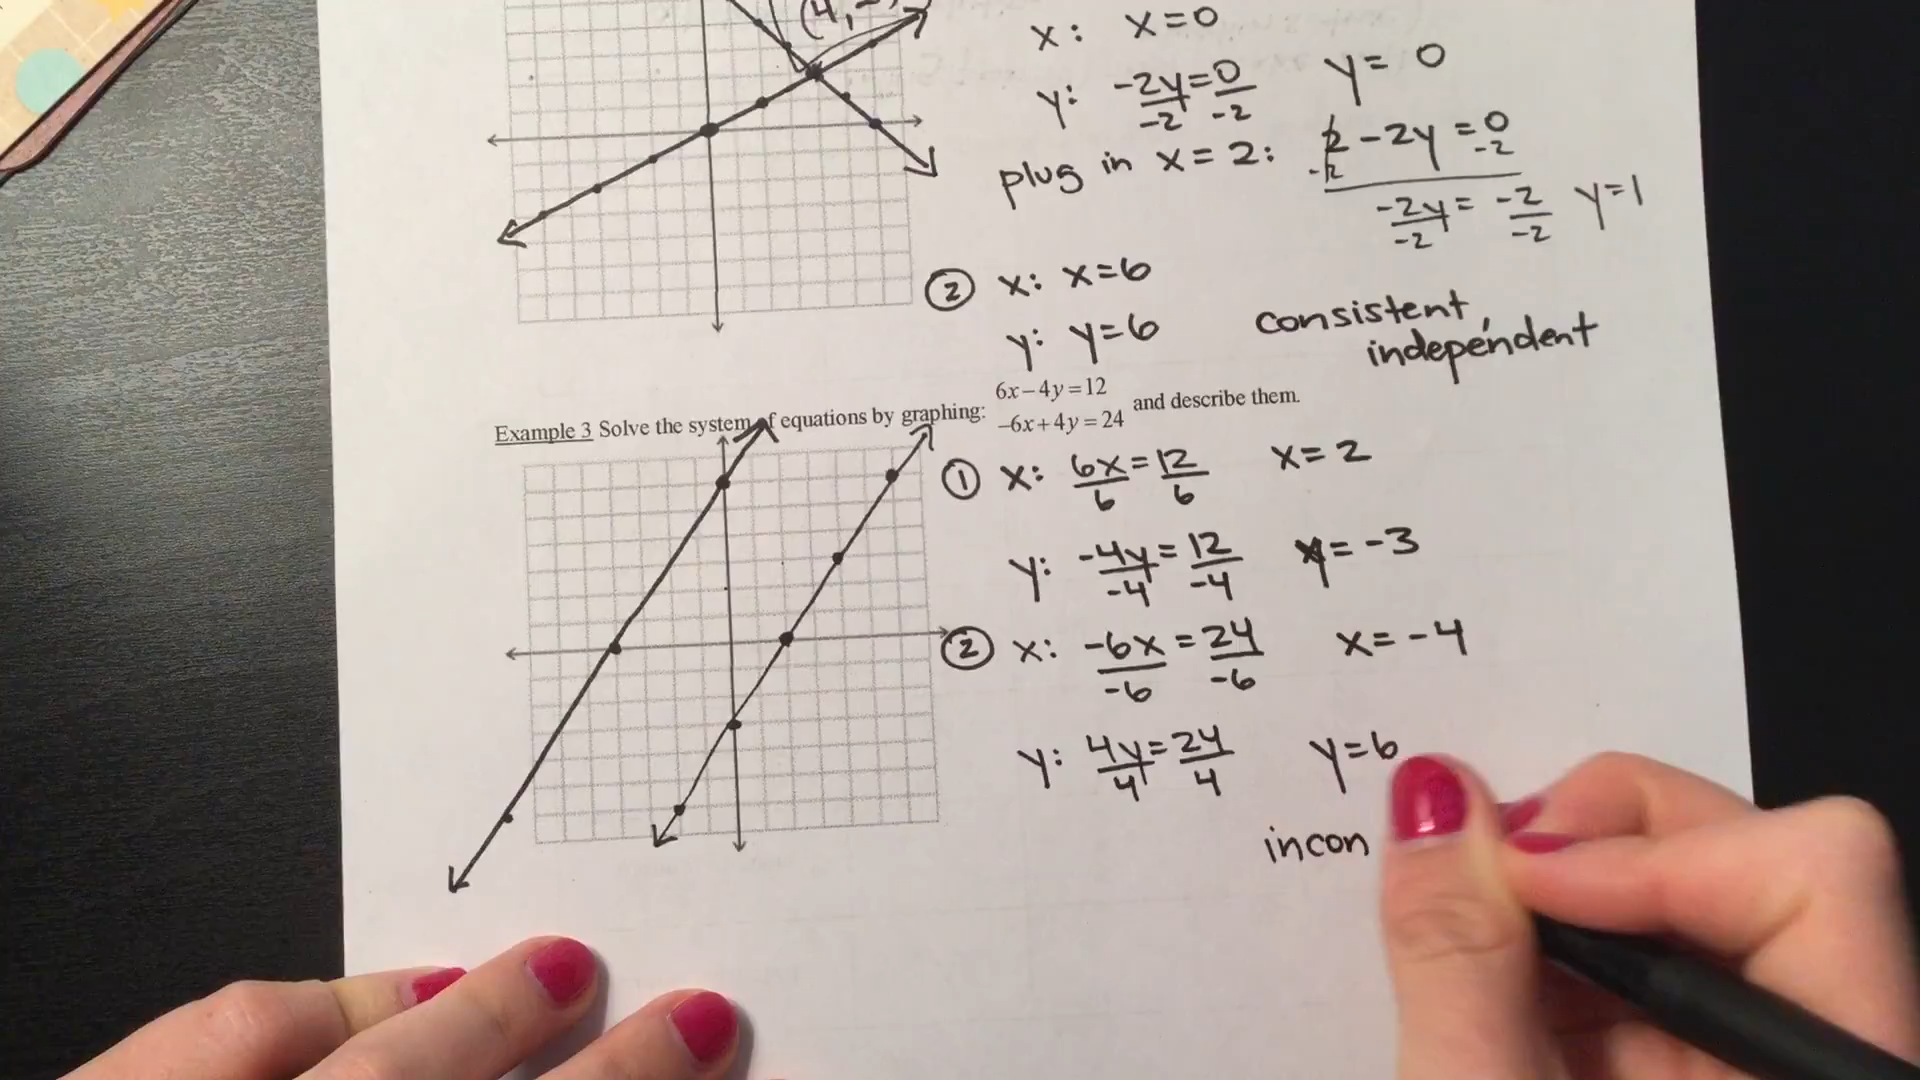 (4,
x: x=0
y: -2y/-2 = 0/-2 y= 0
plug in x=2: 2 -2y = 0
-2 -2
-2y/-2 = -2/-2 y=1
② x: x=6
y: y=6
consistent,
independent
6x-4y=12
Example 3 Solve the system of equations by graphing: and describe them.
-6x+4y=24
① x: 6x/6 = 12/6 x=2
y: -4y/-4 = 12/-4 y= -3
② x: -6x/-6 = 24/-6 x= -4
y: 4y/4 = 24/4 y=6
incon